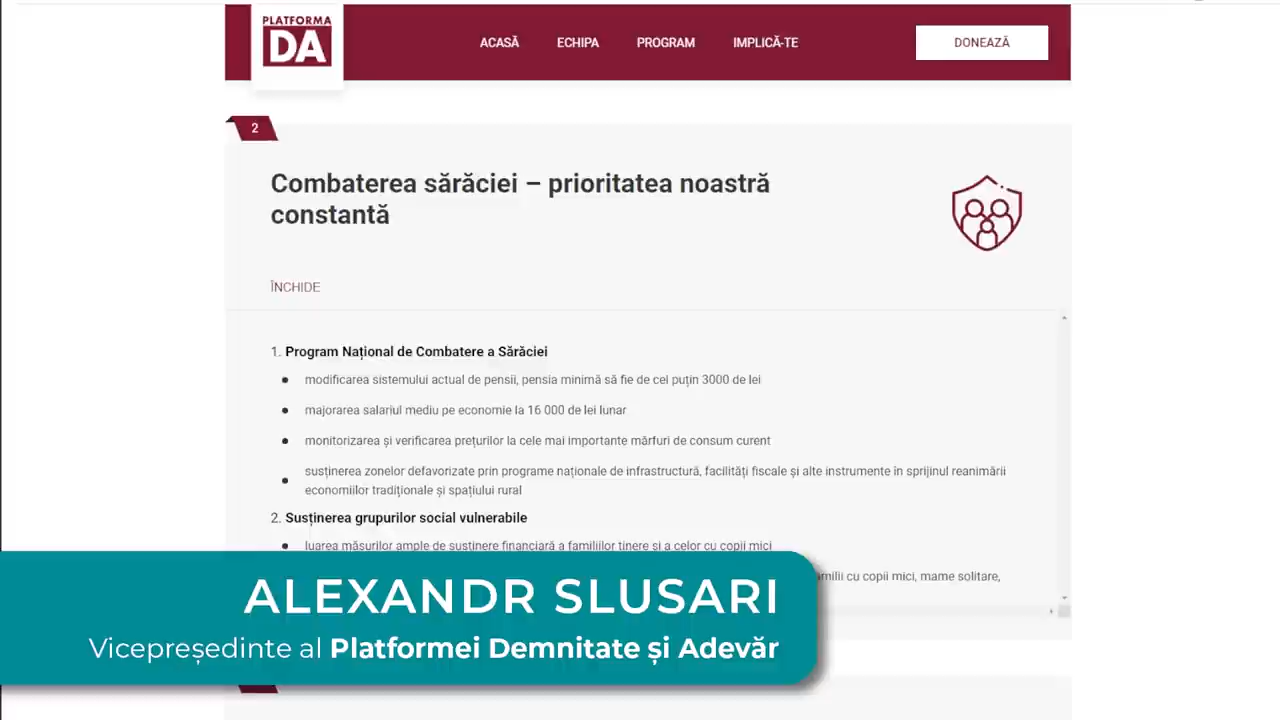 PLATFORMA
DA
ACASĂ ECHIPA PROGRAM IMPLICĂ-TE
DONEAZĂ
2
Combaterea sărăciei – prioritatea noastră
constantă
ÎNCHIDE
1. Program Național de Combatere a Sărăciei
modificarea sistemului actual de pensii, pensia minimă să fie de cel puțin 3000 de lei
majorarea salariul mediu pe economie la 16 000 de lei lunar
monitorizarea și verificarea prețurilor la cele mai importante mărfuri de consum curent
susținerea zonelor defavorizate prin programe naționale de infrastructură, facilități fiscale și alte instrumente în sprijinul reanimării
economiilor tradiționale și spațiului rural
2. Susținerea grupurilor social vulnerabile
luarea măsurilor ample de susținere financiară a familiilor tinere și a celor cu copii mici
cu copii mici, mame solitare,
ALEXANDR SLUSARI
Vicepreședinte al Platformei Demnitate și Adevăr